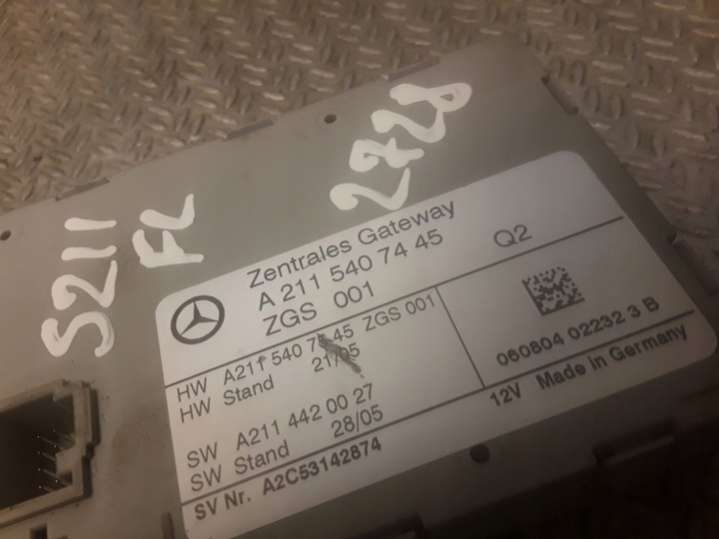 S211
FL
2728
Zentrales Gateway
A 211 540 74 45
ZGS 001
Q2
HW A211 540 74 45 ZGS 001
HW Stand 21/05
SW A211 442 00 27
SW Stand 28/05
SV Nr. A2C53142874
060804 02232 3 B
12V Made in Germany